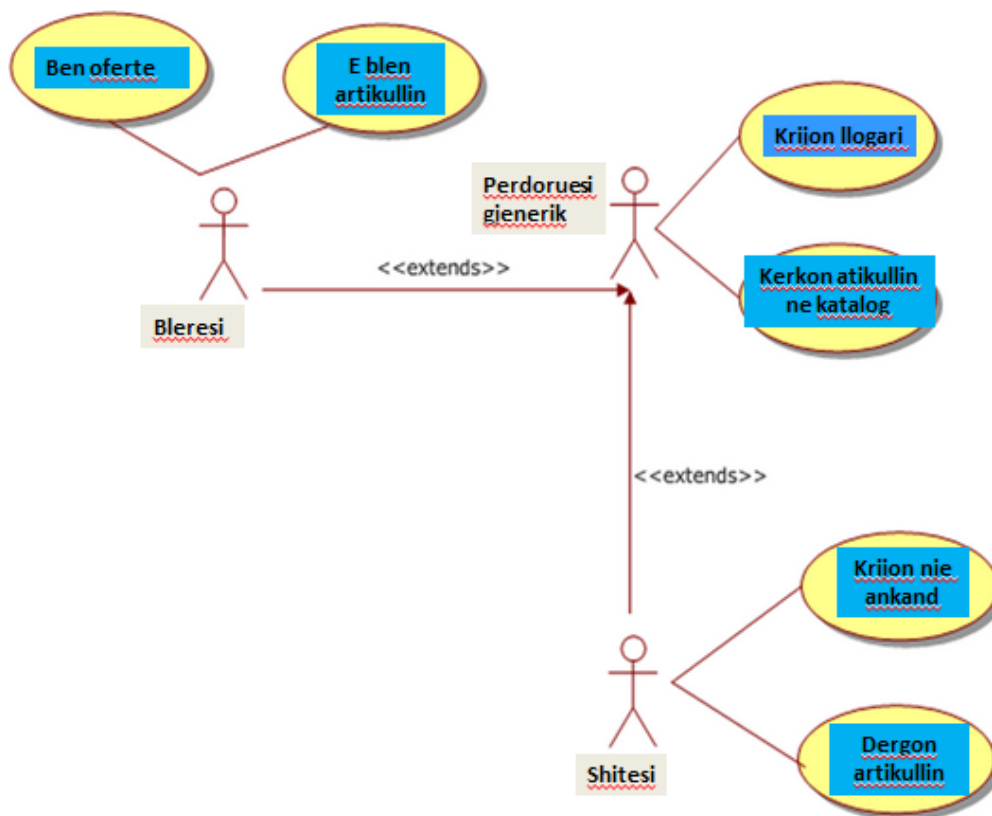 Ben oferte
E blen
artikullin
Krijon llogari
Perdoruesi
gjenerik
<<extends>>
Kerkon atikullin
ne katalog
Bleresi
<<extends>>
Krijon nje
ankand
Shitesi
Dergon
artikullin